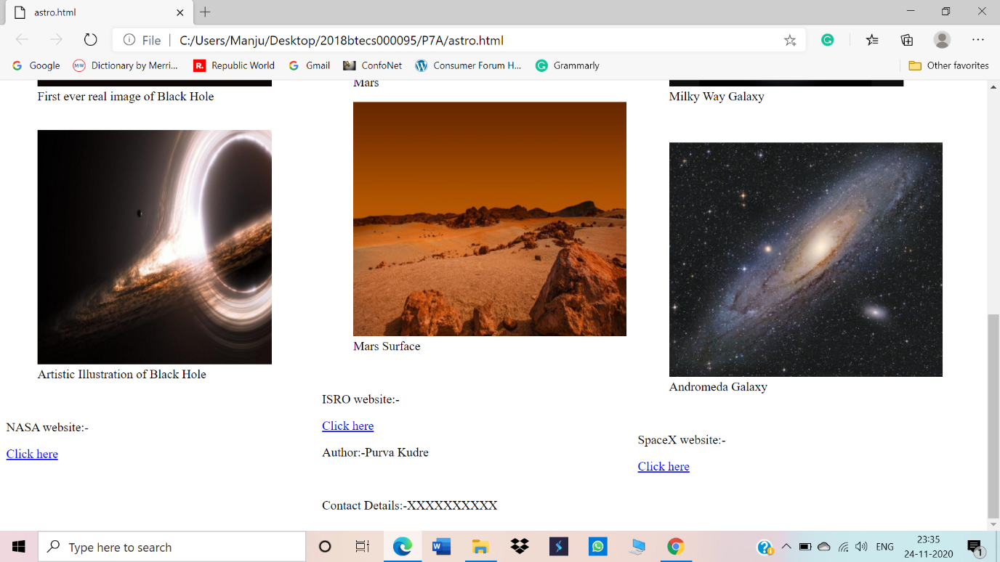 astro.html
File
C:/Users/Manju/Desktop/2018btecs000095/P7A/astro.html
Google
M-W
Dictionary by Merri...
R.
Republic World
Gmail
ConfoNet
Consumer Forum H...
Grammarly
Other favorites
First ever real image of Black Hole
Artistic Illustration of Black Hole
NASA website:-
Click here
Mars
Mars Surface
ISRO website:-
Click here
Author:-Purva Kudre
Contact Details:-XXXXXXXXXX
Milky Way Galaxy
Andromeda Galaxy
SpaceX website:-
Click here
Type here to search
ENG
23:35
24-11-2020
1